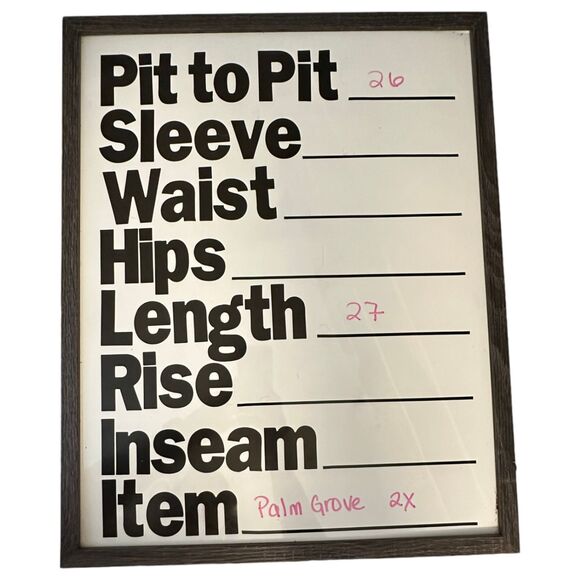 Pit to Pit 26
Sleeve
Waist
Hips
Length 27
Rise
Inseam
Item Palm Grove 2X